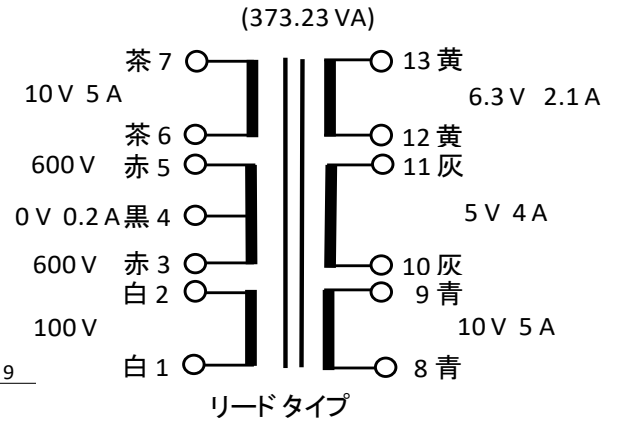 (373.23 VA)
茶 7
13 黄
10 V 5 A
6.3 V 2.1 A
茶 6
12 黄
600 V
赤 5
11 灰
0 V 0.2 A
黒 4
5 V 4 A
600 V
赤 3
10 灰
白 2
9 青
100 V
10 V 5 A
白 1
8 青
9
リードタイプ